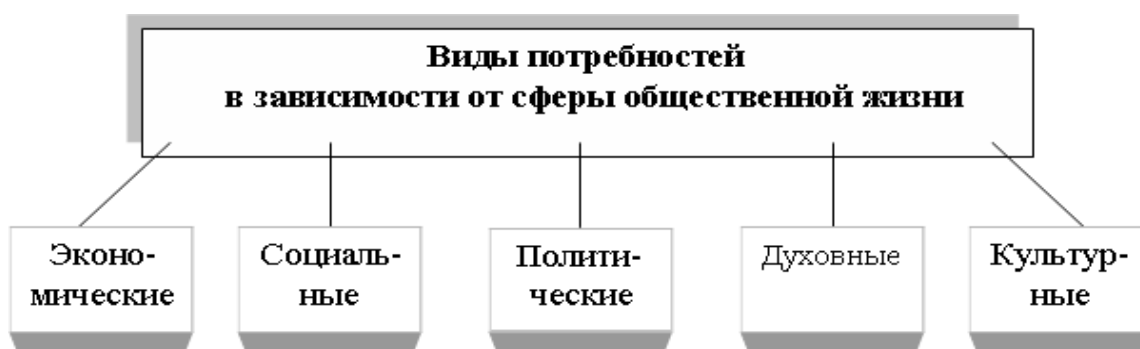 Виды потребностей
в зависимости от сферы общественной жизни
Эконо-
мические
Социаль-
ные
Полити-
ческие
Духовные
Культур-
ные